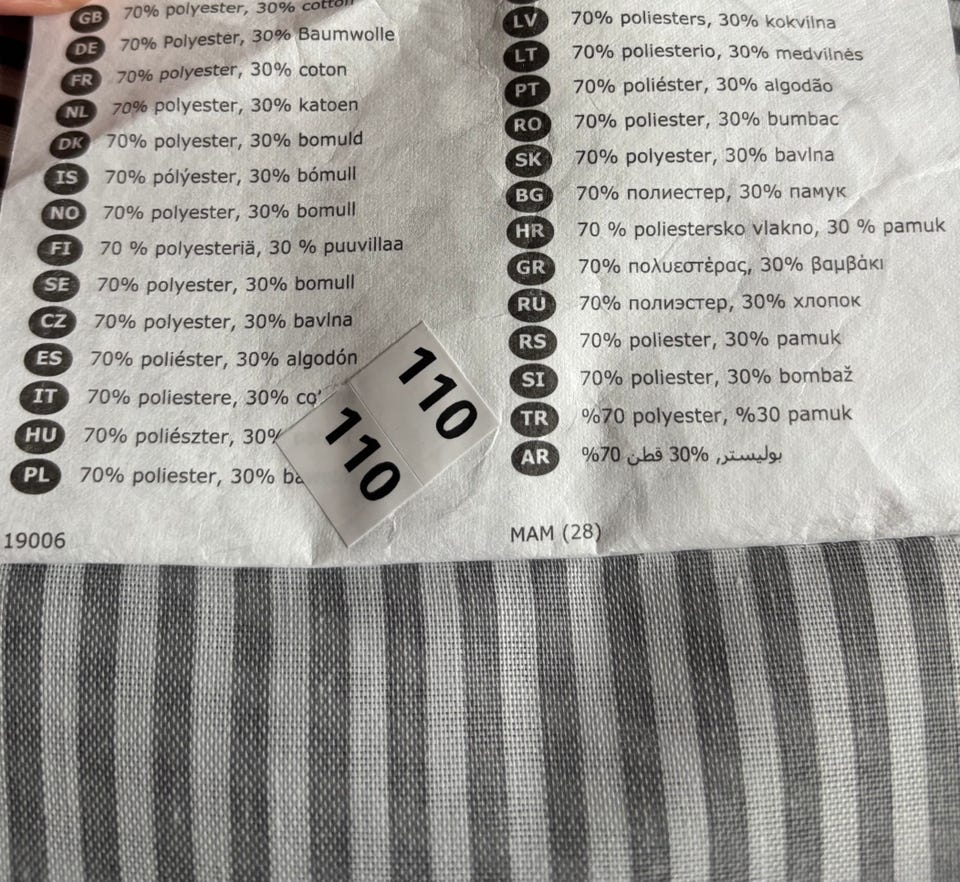 GB 70% polyester, 30% cotton
DE 70% Polyester, 30% Baumwolle
FR 70% polyester, 30% coton
NL 70% polyester, 30% katoen
DK 70% polyester, 30% bomuld
IS 70% pólýester, 30% bómull
NO 70% polyester, 30% bomull
FI 70 % polyesteriä, 30 % puuvillaa
SE 70% polyester, 30% bomull
CZ 70% polyester, 30% bavlna
ES 70% poliéster, 30% algodón
IT 70% poliestere, 30%
HU 70% poliészter, 30%
PL 70% poliester, 30%
19006
110
110
LV 70% poliesters, 30% kokvilna
LT 70% poliesterio, 30% medvilnės
PT 70% poliéster, 30% algodão
RO 70% poliester, 30% bumbac
SK 70% polyester, 30% bavlna
BG 70% полиестер, 30% памук
HR 70 % poliestersko vlakno, 30 % pamuk
GR 70% πολυεστέρας, 30% βαμβάκι
RU 70% полиэстер, 30% хлопок
RS 70% poliester, 30% pamuk
SI 70% poliester, 30% bombaž
TR %70 polyester, %30 pamuk
AR %70 بوليستر, %30 قطن
MAM (28)